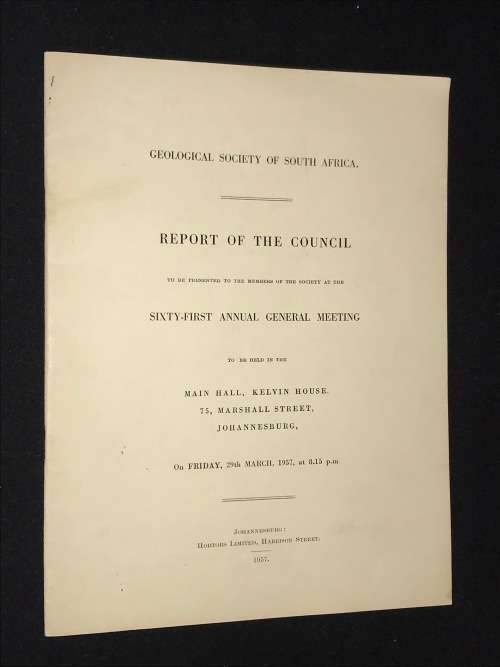 GEOLOGICAL SOCIETY OF SOUTH AFRICA.
REPORT OF THE COUNCIL
TO BE PRESENTED TO THE MEMBERS OF THE SOCIETY AT THE
SIXTY-FIRST ANNUAL GENERAL MEETING
TO BE HELD IN THE
MAIN HALL, KELVIN HOUSE.
75, MARSHALL STREET,
JOHANNESBURG,
On FRIDAY, 29th MARCH, 1957, at 8.15 p.m
JOHANNESBURG:
HORTORS LIMITED, HARRISON STREET.
1957.